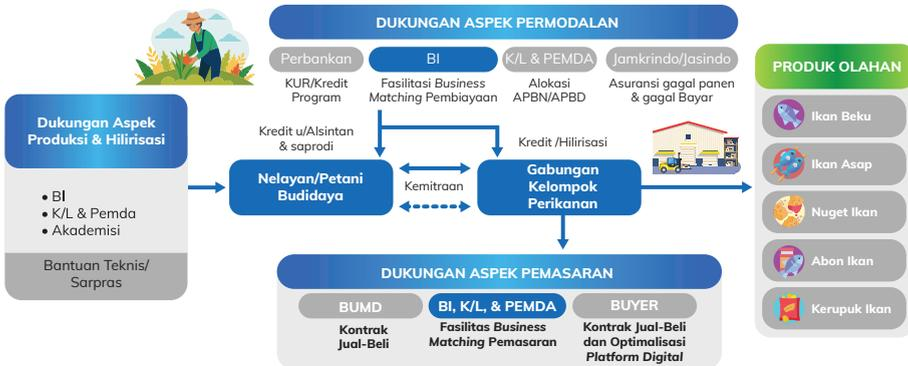 DUKUNGAN ASPEK PERMODALAN
Perbankan
BI
K/L & PEMDA
Jamkrindo/Jasindo
KUR/Kredit
Program
Fasilitasi Business
Matching Pembiayaan
Alokasi
APBN/APBD
Asuransi gagal panen
& gagal Bayar
Dukungan Aspek
Produksi & Hilirisasi
• BI
• K/L & Pemda
• Akademisi
Bantuan Teknis/
Sarpras
Kredit u/Alsintan
& saprodi
Kredit /Hilirisasi
Nelayan/Petani
Budidaya
Kemitraan
Gabungan
Kelompok
Perikanan
DUKUNGAN ASPEK PEMASARAN
BUMD
BI, K/L, & PEMDA
BUYER
Kontrak
Jual-Beli
Fasilitas Business
Matching Pemasaran
Kontrak Jual-Beli
dan Optimalisasi
Platform Digital
PRODUK OLAHAN
Ikan Beku
Ikan Asap
Nuget Ikan
Abon Ikan
Kerupuk Ikan